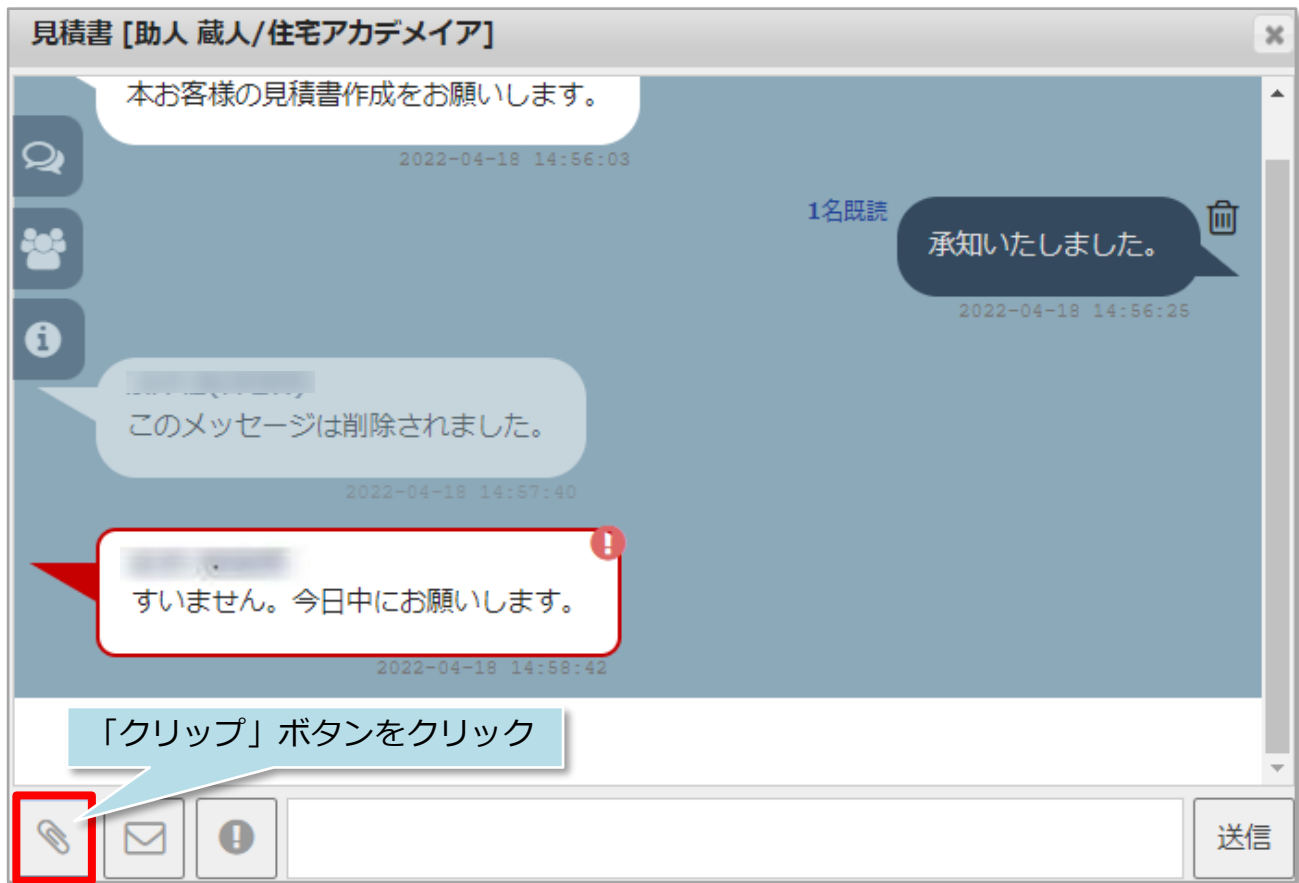 見積書 [助人 蔵人/住宅アカデメイア]
本お客様の見積書作成をお願いします。
2022-04-18 14:56:03
1名既読
承知いたしました。
2022-04-18 14:56:25
このメッセージは削除されました。
2022-04-18 14:57:40
すいません。今日中にお願いします。
2022-04-18 14:58:42
「クリップ」ボタンをクリック
送信